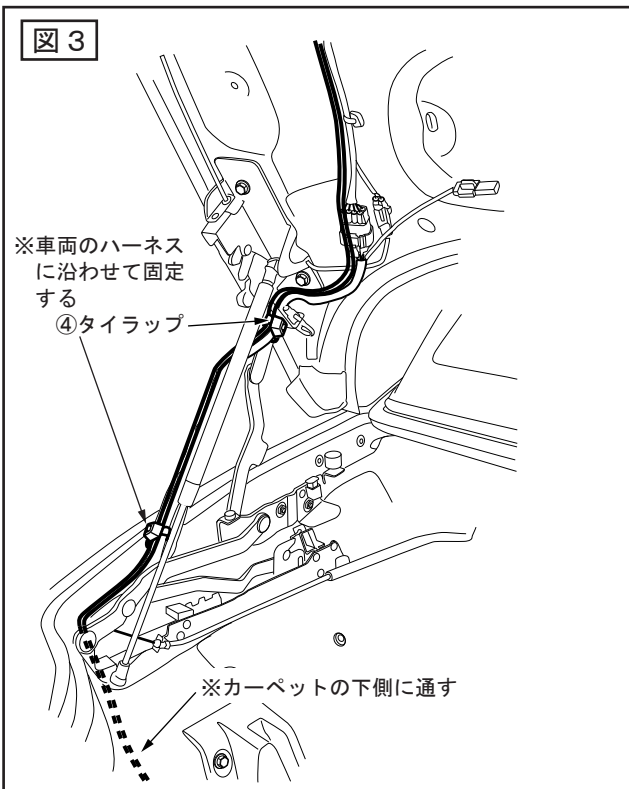 図3
※車両のハーネス
に沿わせて固定
する
④タイラップ
※カーペットの下側に通す